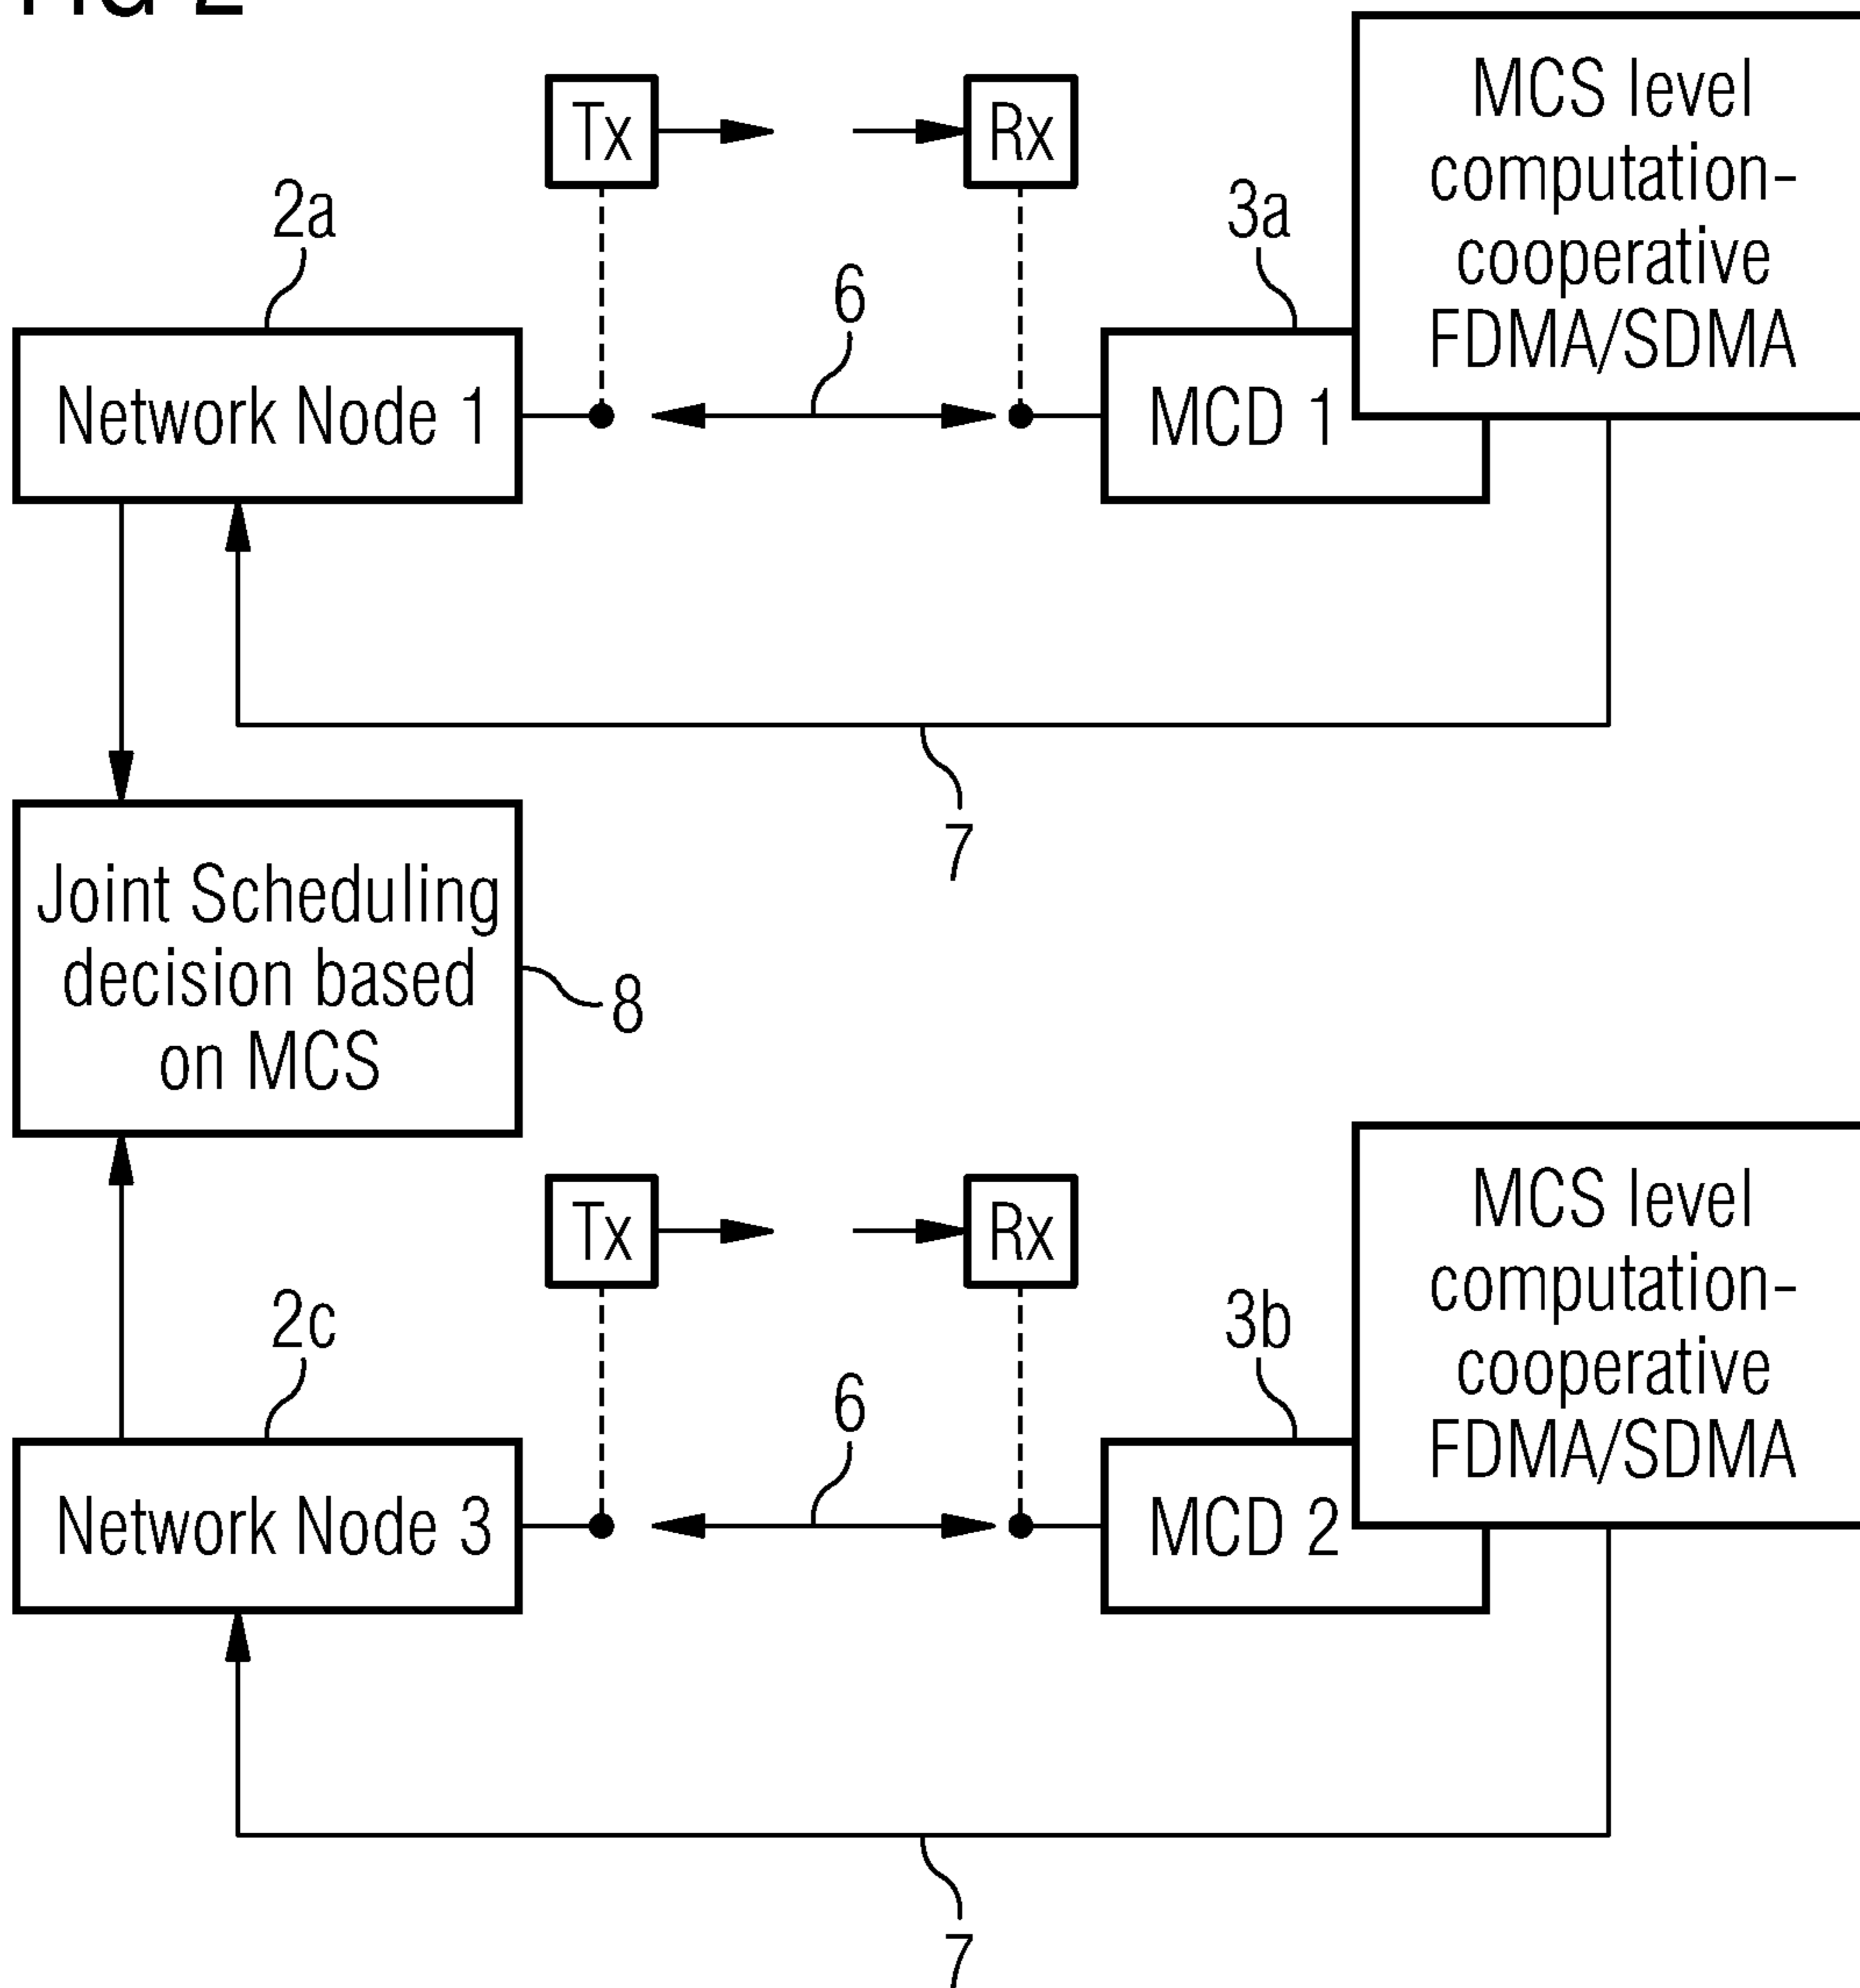 FIG 2
Tx
Rx
MCS level
computation-
cooperative
FDMA/SDMA
2a
3a
6
Network Node 1
MCD 1
7
Joint Scheduling
decision based
on MCS
8
Tx
Rx
MCS level
computation-
cooperative
FDMA/SDMA
2c
3b
6
Network Node 3
MCD 2
7